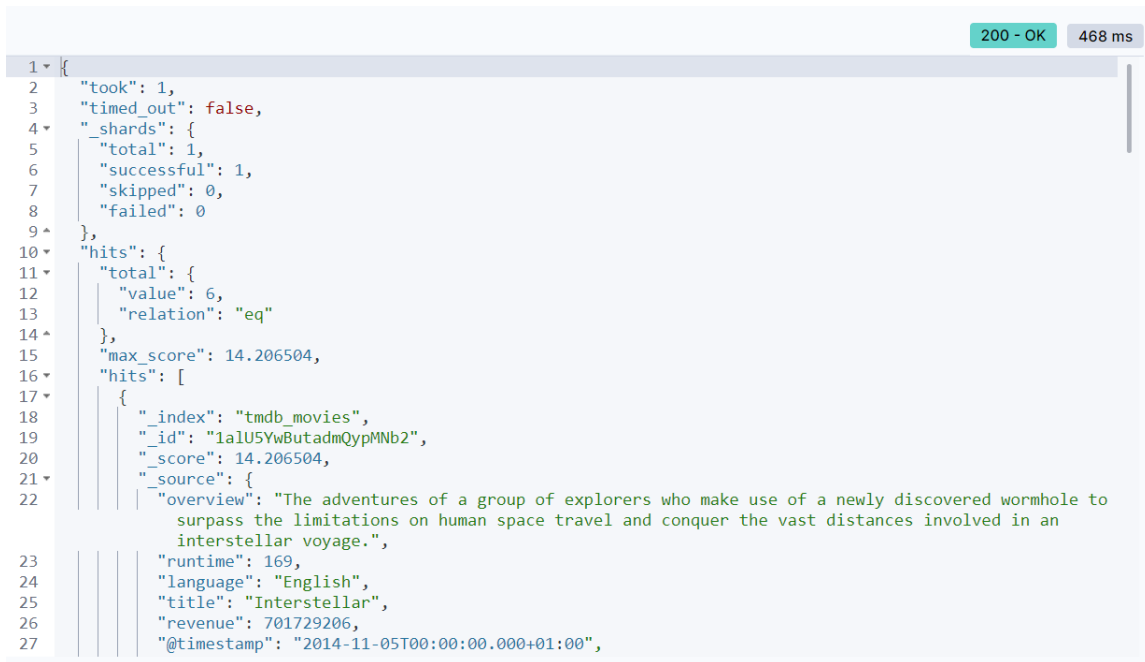 200 - OK 468 ms
1 {
2 "took": 1,
3 "timed_out": false,
4 "_shards": {
5 "total": 1,
6 "successful": 1,
7 "skipped": 0,
8 "failed": 0
9 },
10 "hits": {
11 "total": {
12 "value": 6,
13 "relation": "eq"
14 },
15 "max_score": 14.206504,
16 "hits": [
17 {
18 "_index": "tmdb_movies",
19 "_id": "1alU5YwButadmQypMNb2",
20 "_score": 14.206504,
21 "_source": {
22 "overview": "The adventures of a group of explorers who make use of a newly discovered wormhole to
surpass the limitations on human space travel and conquer the vast distances involved in an
interstellar voyage.",
23 "runtime": 169,
24 "language": "English",
25 "title": "Interstellar",
26 "revenue": 701729206,
27 "@timestamp": "2014-11-05T00:00:00.000+01:00",